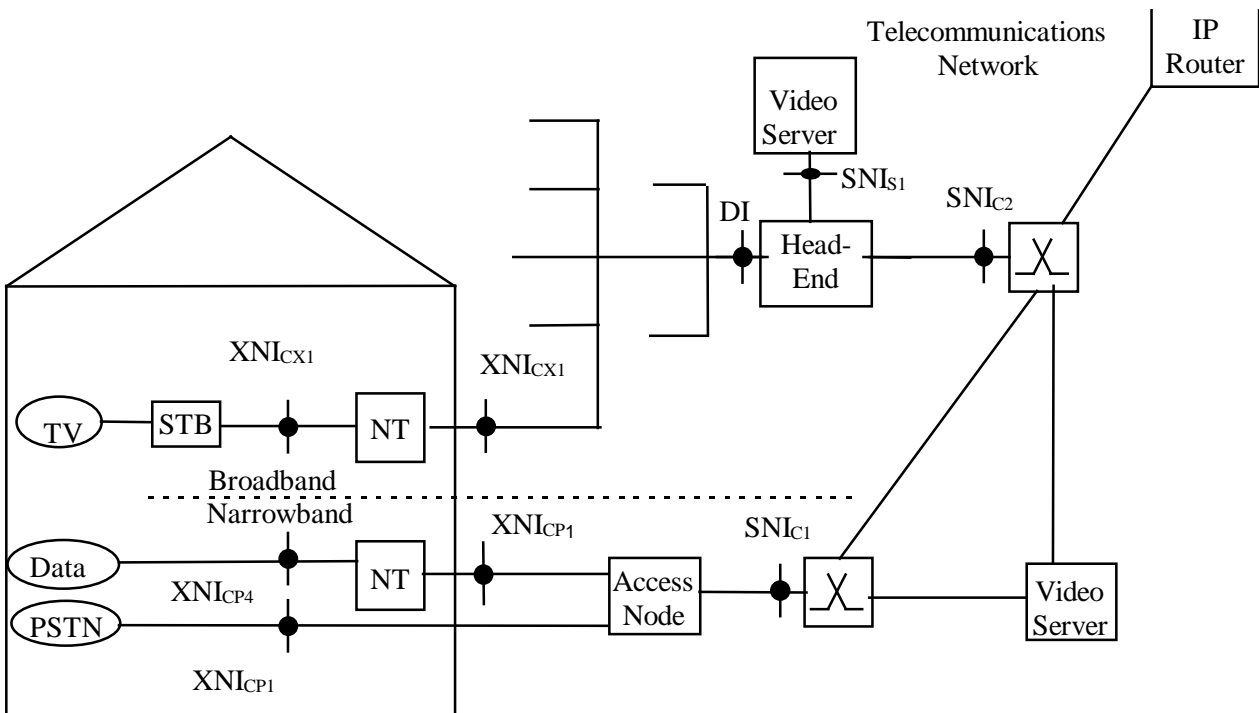 Telecommunications
Network
IP
Router
Video
Server
SNIS1
SNIC2
DI
Head-
End
XNICX1
XNICX1
TV
STB
NT
Broadband
Narrowband
XNICP1
SNIC1
Data
NT
Access
Node
XNICP4
PSTN
Video
Server
XNICP1